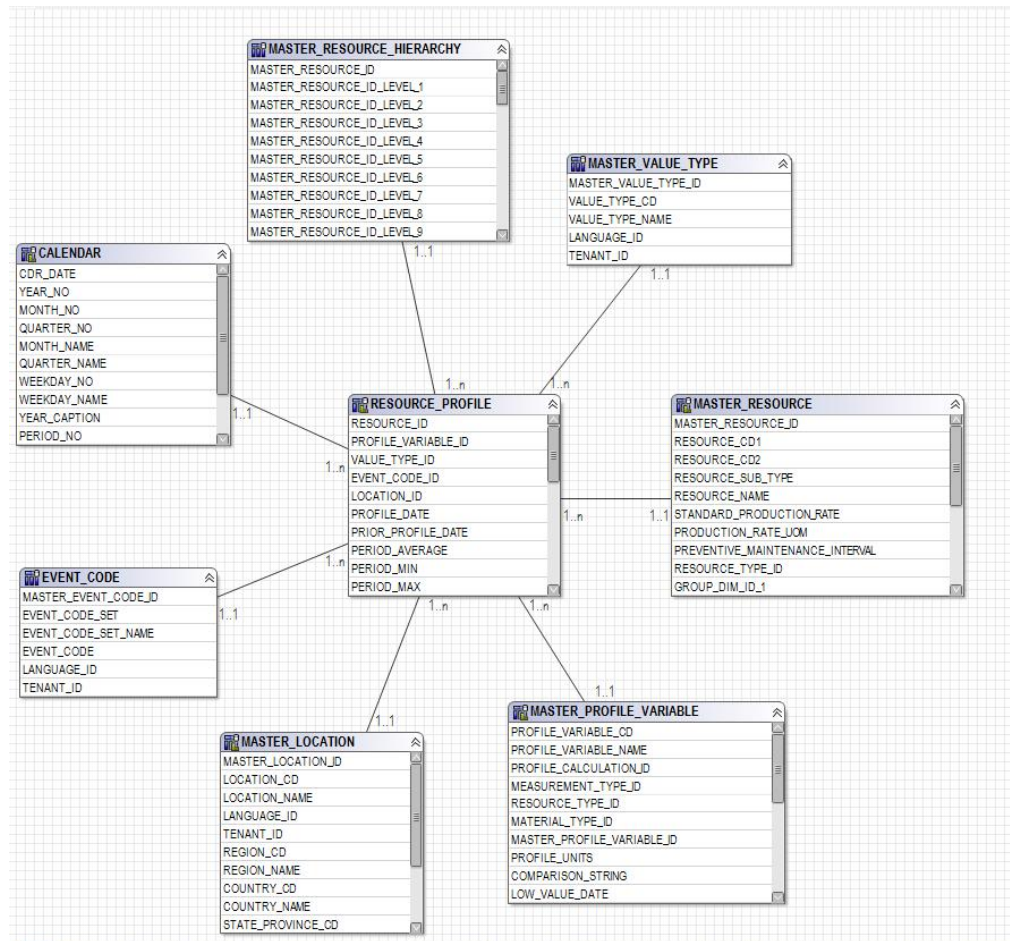 MASTER_RESOURCE_HIERARCHY
MASTER_RESOURCE_ID
MASTER_RESOURCE_ID_LEVEL_1
MASTER_RESOURCE_ID_LEVEL_2
MASTER_RESOURCE_ID_LEVEL_3
MASTER_RESOURCE_ID_LEVEL_4
MASTER_RESOURCE_ID_LEVEL_5
MASTER_RESOURCE_ID_LEVEL_6
MASTER_RESOURCE_ID_LEVEL_7
MASTER_RESOURCE_ID_LEVEL_8
MASTER_RESOURCE_ID_LEVEL_9
1..1
MASTER_VALUE_TYPE
MASTER_VALUE_TYPE_ID
VALUE_TYPE_CD
VALUE_TYPE_NAME
LANGUAGE_ID
TENANT_ID
1..1
CALENDAR
CDR_DATE
YEAR_NO
MONTH_NO
QUARTER_NO
MONTH_NAME
QUARTER_NAME
WEEKDAY_NO
WEEKDAY_NAME
YEAR_CAPTION
PERIOD_NO
1..1
1..n
1..n
1..n
RESOURCE_PROFILE
RESOURCE_ID
PROFILE_VARIABLE_ID
VALUE_TYPE_ID
EVENT_CODE_ID
LOCATION_ID
PROFILE_DATE
PRIOR_PROFILE_DATE
PERIOD_AVERAGE
PERIOD_MIN
PERIOD_MAX
1..n
1..1
MASTER_RESOURCE
MASTER_RESOURCE_ID
RESOURCE_CD1
RESOURCE_CD2
RESOURCE_SUB_TYPE
RESOURCE_NAME
STANDARD_PRODUCTION_RATE
PRODUCTION_RATE_UOM
PREVENTIVE_MAINTENANCE_INTERVAL
RESOURCE_TYPE_ID
GROUP_DIM_ID_1
1..n
EVENT_CODE
MASTER_EVENT_CODE_ID
EVENT_CODE_SET
EVENT_CODE_SET_NAME
EVENT_CODE
LANGUAGE_ID
TENANT_ID
1..1
1..n
1..n
1..1
MASTER_LOCATION
MASTER_LOCATION_ID
LOCATION_CD
LOCATION_NAME
LANGUAGE_ID
TENANT_ID
REGION_CD
REGION_NAME
COUNTRY_CD
COUNTRY_NAME
STATE_PROVINCE_CD
1..1
MASTER_PROFILE_VARIABLE
PROFILE_VARIABLE_CD
PROFILE_VARIABLE_NAME
PROFILE_CALCULATION_ID
MEASUREMENT_TYPE_ID
RESOURCE_TYPE_ID
MATERIAL_TYPE_ID
MASTER_PROFILE_VARIABLE_ID
PROFILE_UNITS
COMPARISON_STRING
LOW_VALUE_DATE